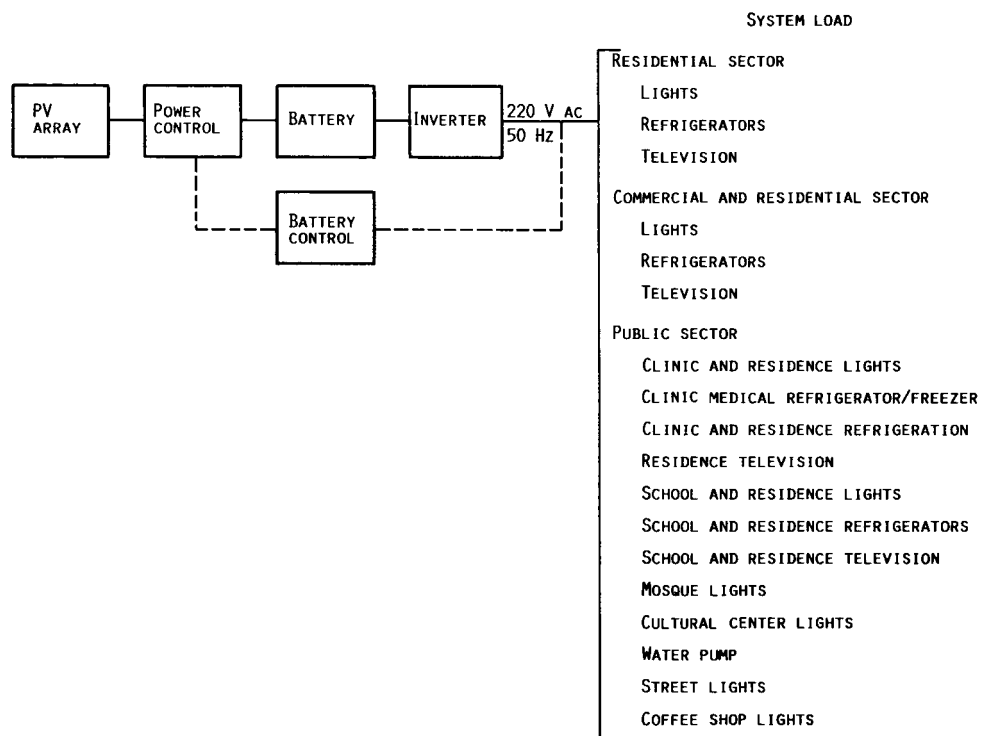 SYSTEM LOAD
PV
ARRAY
POWER
CONTROL
BATTERY
INVERTER
220 V AC
50 Hz
BATTERY
CONTROL
RESIDENTIAL SECTOR
LIGHTS
REFRIGERATORS
TELEVISION
COMMERCIAL AND RESIDENTIAL SECTOR
LIGHTS
REFRIGERATORS
TELEVISION
PUBLIC SECTOR
CLINIC AND RESIDENCE LIGHTS
CLINIC MEDICAL REFRIGERATOR/FREEZER
CLINIC AND RESIDENCE REFRIGERATION
RESIDENCE TELEVISION
SCHOOL AND RESIDENCE LIGHTS
SCHOOL AND RESIDENCE REFRIGERATORS
SCHOOL AND RESIDENCE TELEVISION
MOSQUE LIGHTS
CULTURAL CENTER LIGHTS
WATER PUMP
STREET LIGHTS
COFFEE SHOP LIGHTS